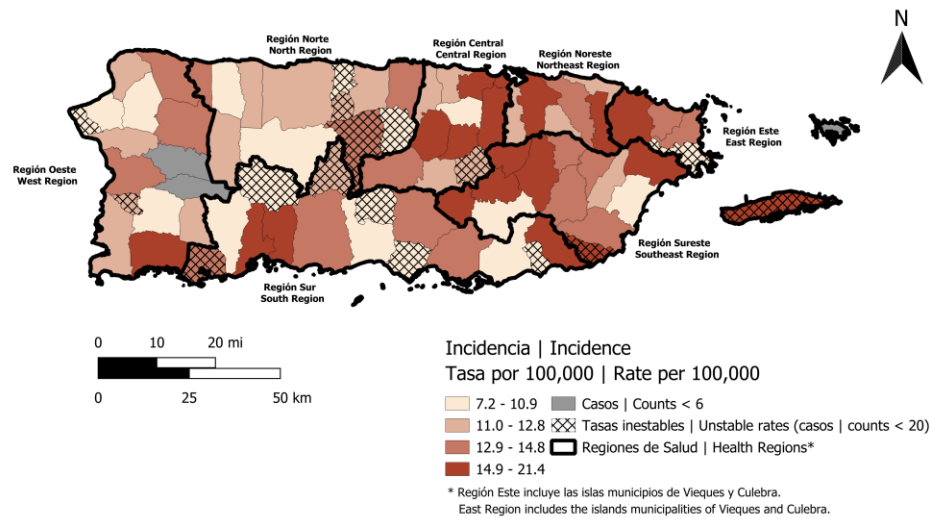 N
Región Norte
North Region
Región Central
Central Region
Región Noreste
Northeast Region
Región Este
East Region
Región Oeste
West Region
Región Sureste
Southeast Region
Región Sur
South Region
0 10 20 mi
0 25 50 km
Incidencia | Incidence
Tasa por 100,000 | Rate per 100,000
7.2 - 10.9 Casos | Counts < 6
11.0 - 12.8 Tasas inestables | Unstable rates (casos | counts < 20)
12.9 - 14.8 Regiones de Salud | Health Regions*
14.9 - 21.4
* Región Este incluye las islas municipios de Vieques y Culebra.
East Region includes the islands municipalities of Vieques and Culebra.